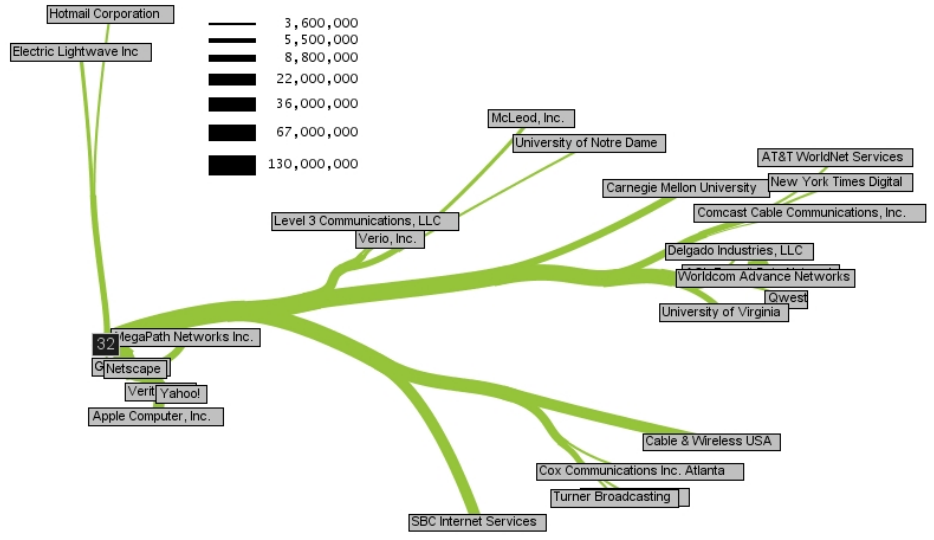 Hotmail Corporation
Electric Lightwave Inc
3,600,000
5,500,000
8,800,000
22,000,000
36,000,000
67,000,000
130,000,000
McLeod, Inc.
University of Notre Dame
AT&T WorldNet Services
New York Times Digital
Carnegie Mellon University
Comcast Cable Communications, Inc.
Level 3 Communications, LLC
Verio, Inc.
Delgado Industries, LLC
Worldcom Advance Networks
Qwest
University of Virginia
32
MegaPath Networks Inc.
G
Netscape
Verit
Yahoo!
Apple Computer, Inc.
Cable & Wireless USA
Cox Communications Inc. Atlanta
Turner Broadcasting
SBC Internet Services